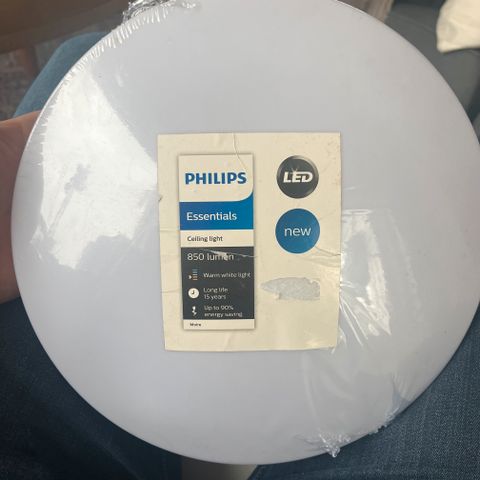 PHILIPS
Essentials
Ceiling light
850 lumen
Warm white light
Long life
15 years
Up to 90%
energy saving
White
LED
new